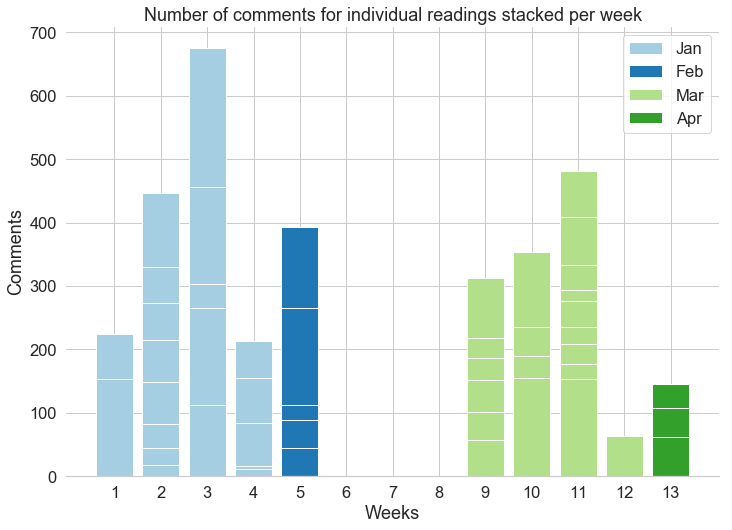 Number of comments for individual readings stacked per week
700
600
500
400
300
200
100
0
Comments
Jan
Feb
Mar
Apr
1 2 3 4 5 6 7 8 9 10 11 12 13
Weeks